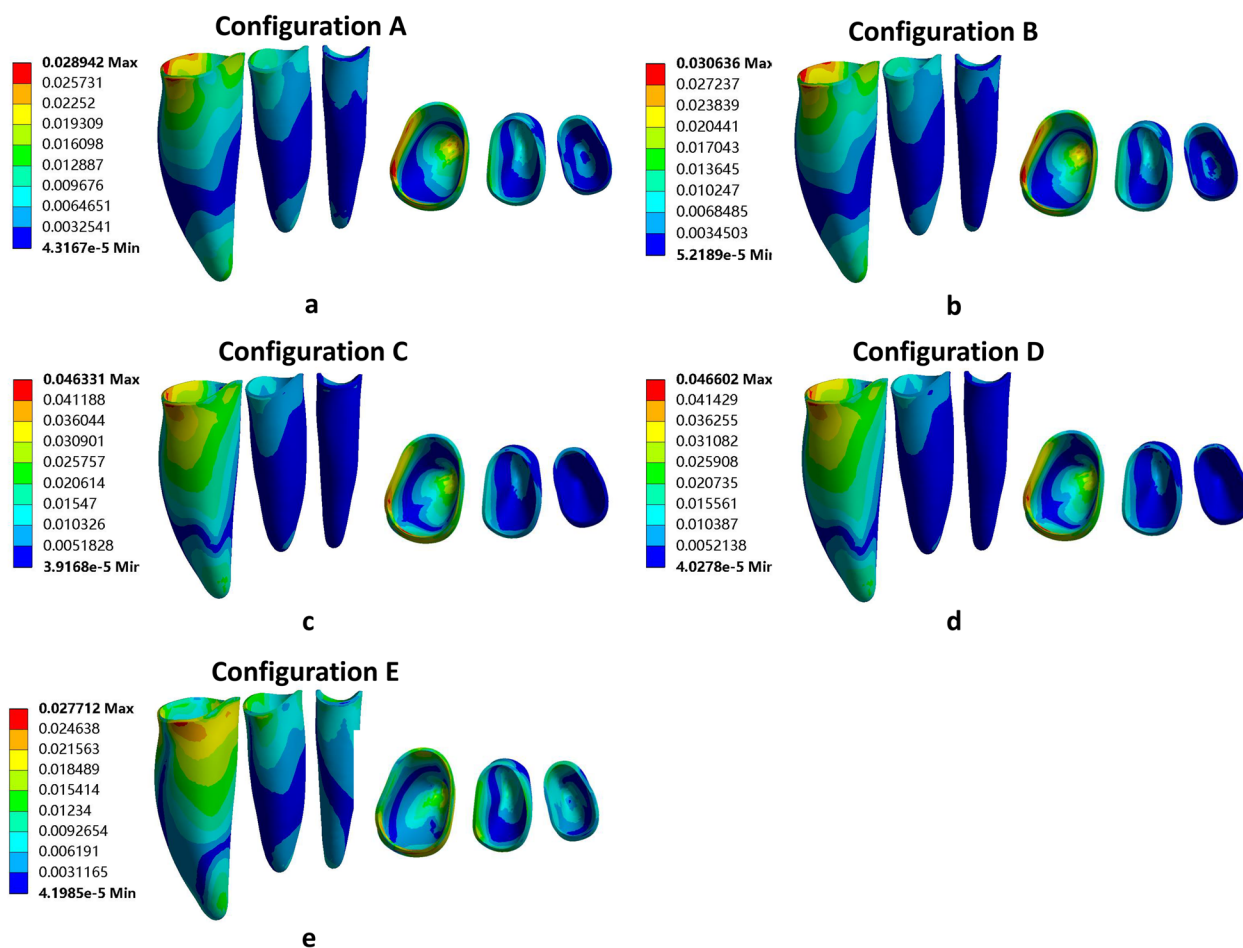 Configuration A
0.028942 Max
0.025731
0.02252
0.019309
0.016098
0.012887
0.009676
0.0064651
0.0032541
4.3167e-5 Min
a
Configuration B
0.030636 Max
0.027237
0.023839
0.020441
0.017043
0.013645
0.010247
0.0068485
0.0034503
5.2189e-5 Min
b
Configuration C
0.046331 Max
0.041188
0.036044
0.030901
0.025757
0.020614
0.01547
0.010326
0.0051828
3.9168e-5 Min
c
Configuration D
0.046602 Max
0.041429
0.036255
0.031082
0.025908
0.020735
0.015561
0.010387
0.0052138
4.0278e-5 Min
d
Configuration E
0.027712 Max
0.024638
0.021563
0.018489
0.015414
0.01234
0.0092654
0.006191
0.0031165
4.1985e-5 Min
e